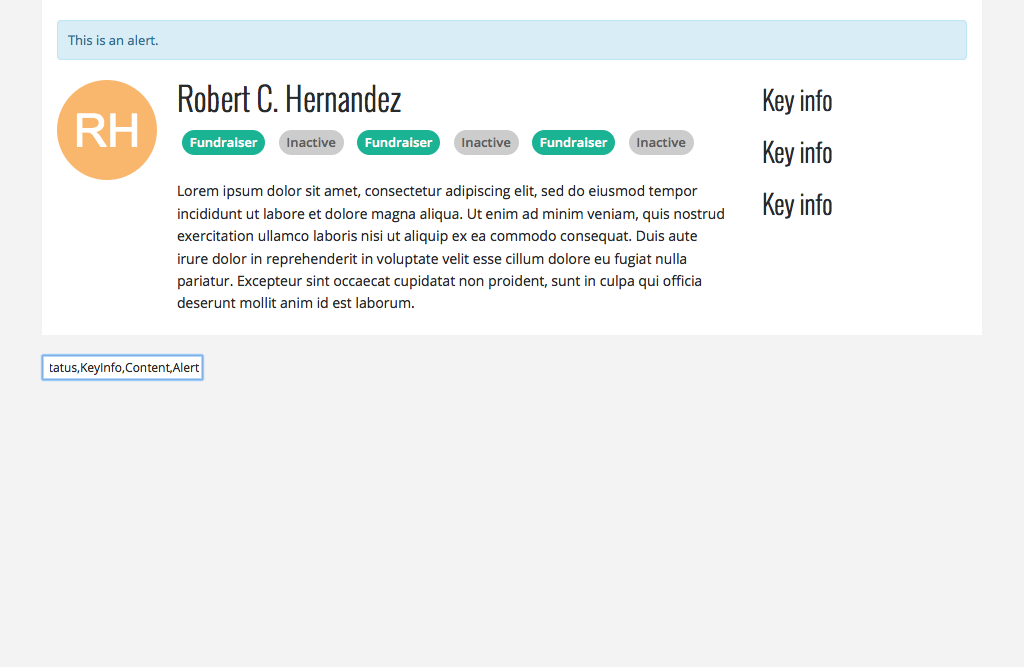 This is an alert.
RH
Robert C. Hernandez
Fundraiser Inactive Fundraiser Inactive Fundraiser Inactive
Lorem ipsum dolor sit amet, consectetur adipiscing elit, sed do eiusmod tempor
incididunt ut labore et dolore magna aliqua. Ut enim ad minim veniam, quis nostrud
exercitation ullamco laboris nisi ut aliquip ex ea commodo consequat. Duis aute
irure dolor in reprehenderit in voluptate velit esse cillum dolore eu fugiat nulla
pariatur. Excepteur sint occaecat cupidatat non proident, sunt in culpa qui officia
deserunt mollit anim id est laborum.
Key info
Key info
Key info
tatus,KeyInfo,Content,Alert